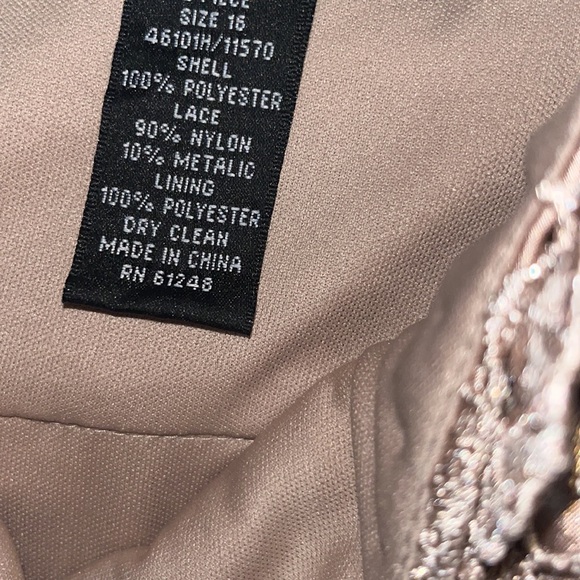 PIECE
SIZE 16
46101H/11570
SHELL
100% POLYESTER
LACE
90% NYLON
10% METALIC
LINING
100% POLYESTER
DRY CLEAN
MADE IN CHINA
RN 61248